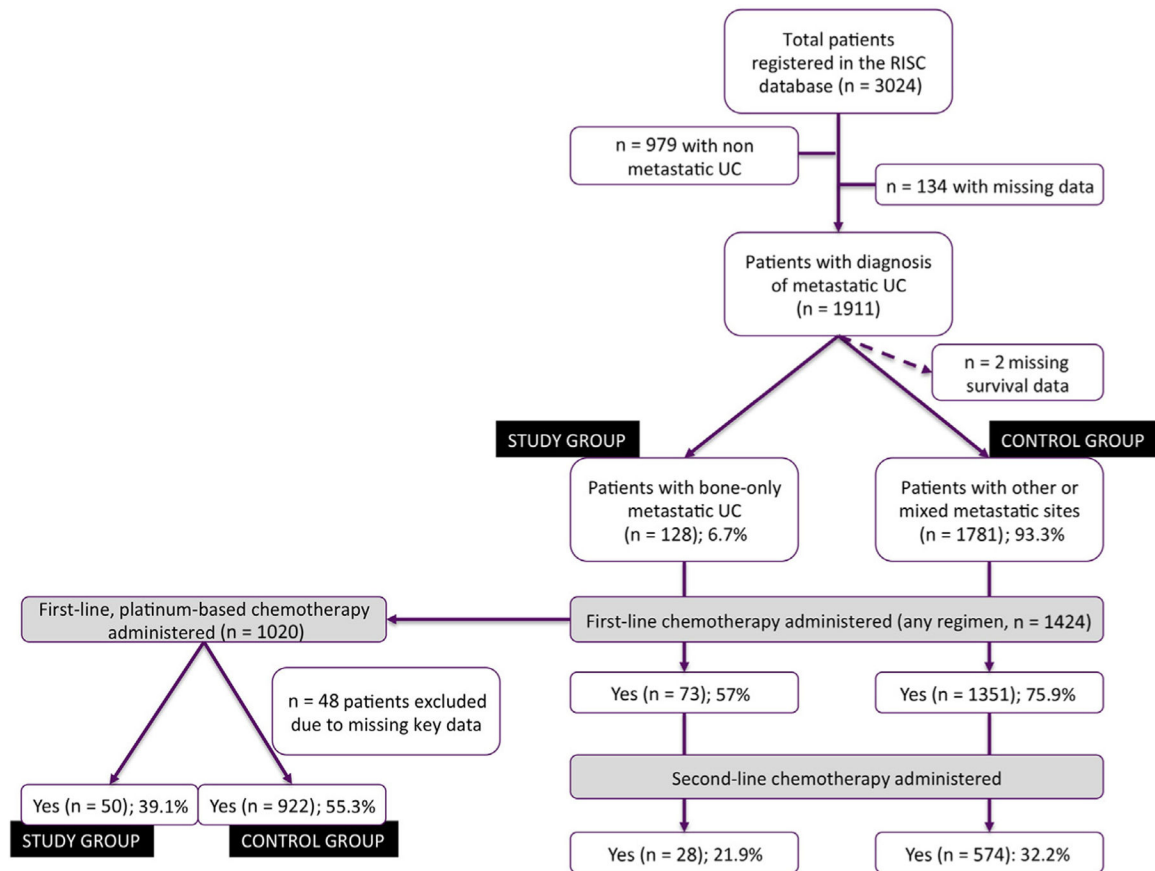 Total patients
registered in the RISC
database (n = 3024)
n = 979 with non
metastatic UC
n = 134 with missing data
Patients with diagnosis
of metastatic UC
(n = 1911)
n = 2 missing
survival data
STUDY GROUP
CONTROL GROUP
Patients with bone-only
metastatic UC
(n = 128); 6.7%
Patients with other or
mixed metastatic sites
(n = 1781); 93.3%
First-line, platinum-based chemotherapy
administered (n = 1020)
First-line chemotherapy administered (any regimen, n = 1424)
n = 48 patients excluded
due to missing key data
Yes (n = 73); 57%
Yes (n = 1351); 75.9%
Second-line chemotherapy administered
Yes (n = 50); 39.1%
Yes (n = 922); 55.3%
STUDY GROUP
CONTROL GROUP
Yes (n = 28); 21.9%
Yes (n = 574): 32.2%